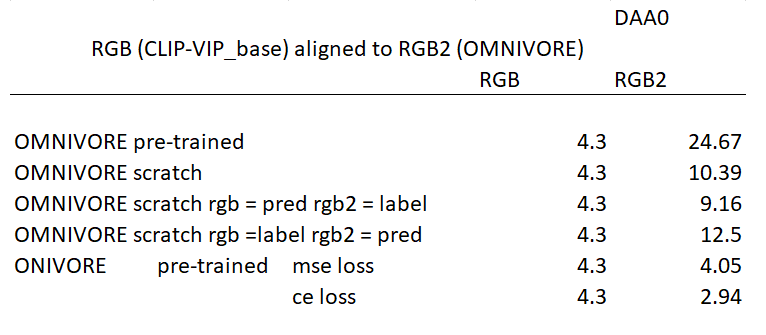 DAA0
RGB (CLIP-VIP_base) aligned to RGB2 (OMNIVORE)
RGB RGB2
OMNIVORE pre-trained 4.3 24.67
OMNIVORE scratch 4.3 10.39
OMNIVORE scratch rgb = pred rgb2 = label 4.3 9.16
OMNIVORE scratch rgb =label rgb2 = pred 4.3 12.5
ONIVORE pre-trained mse loss 4.3 4.05
ce loss 4.3 2.94